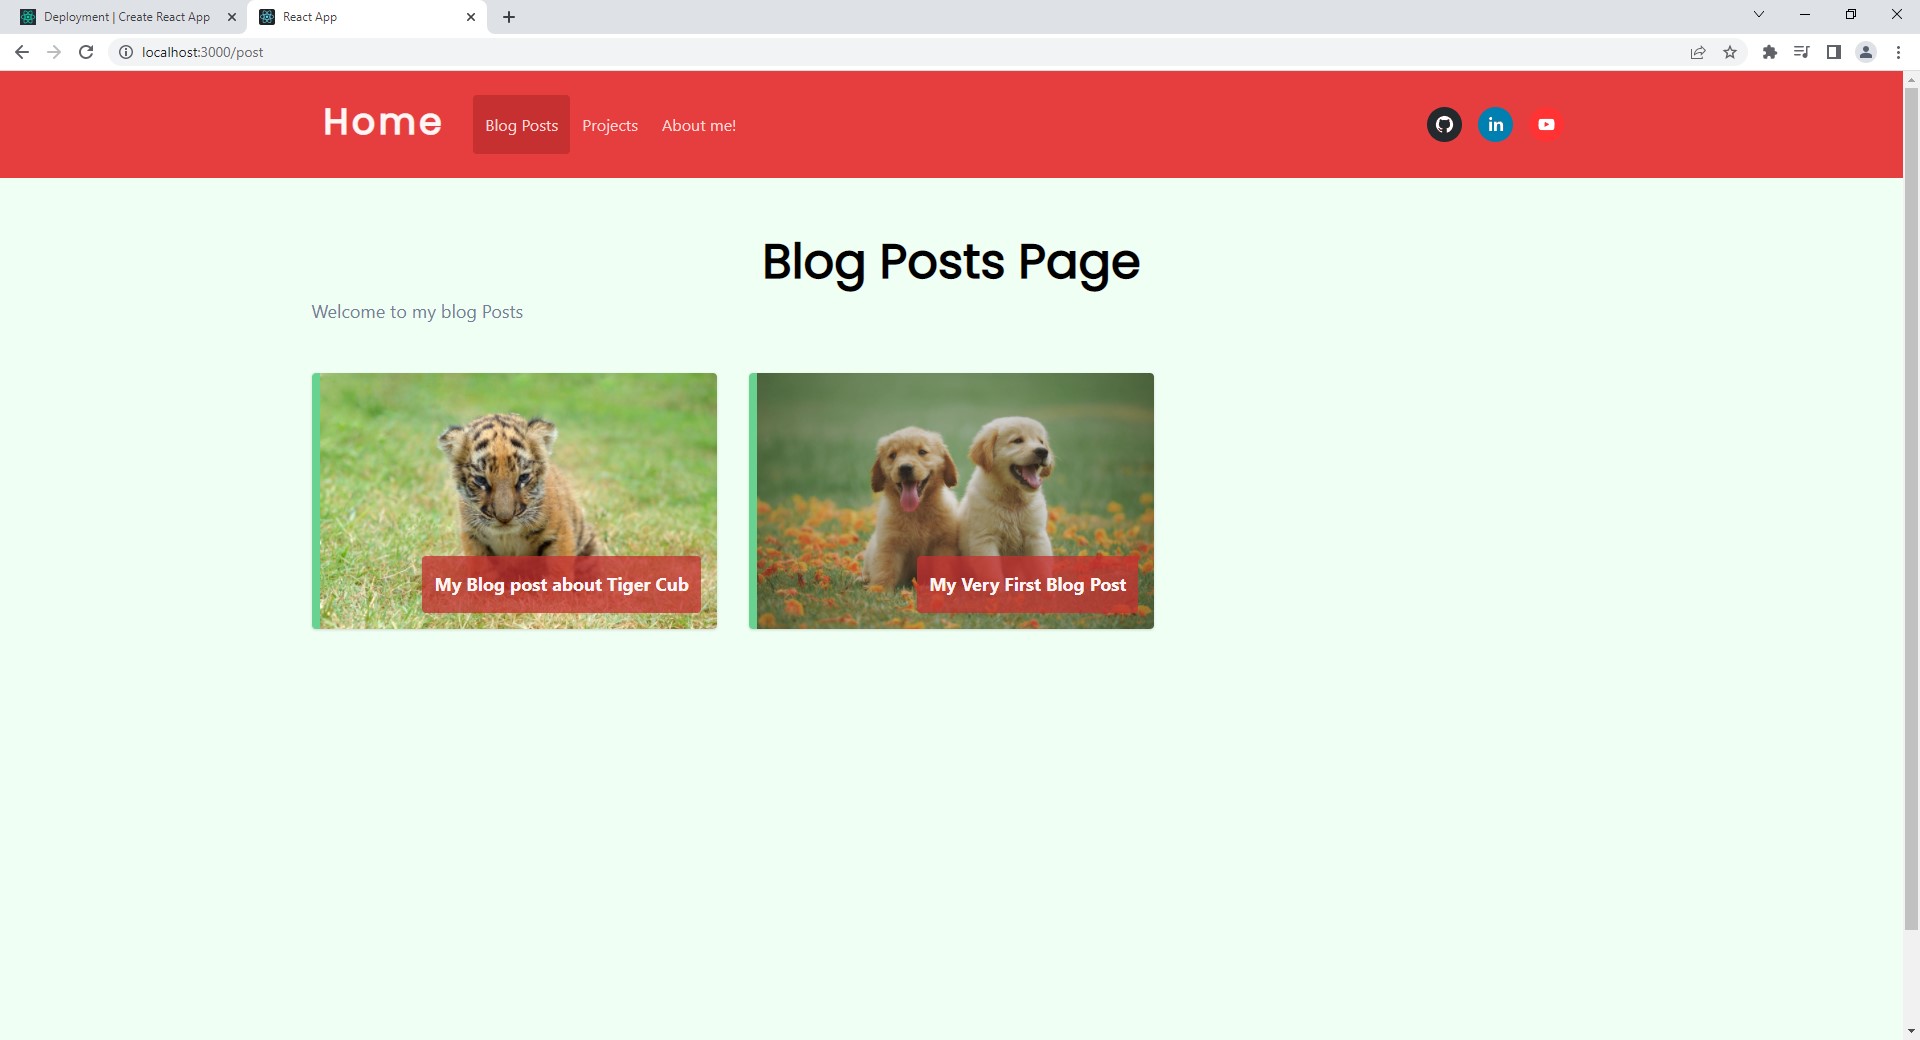 Deployment | Create React App
React App
localhost:3000/post
Home
Blog Posts
Projects
About me!
in
Blog Posts Page
Welcome to my blog Posts
My Blog post about Tiger Cub
My Very First Blog Post